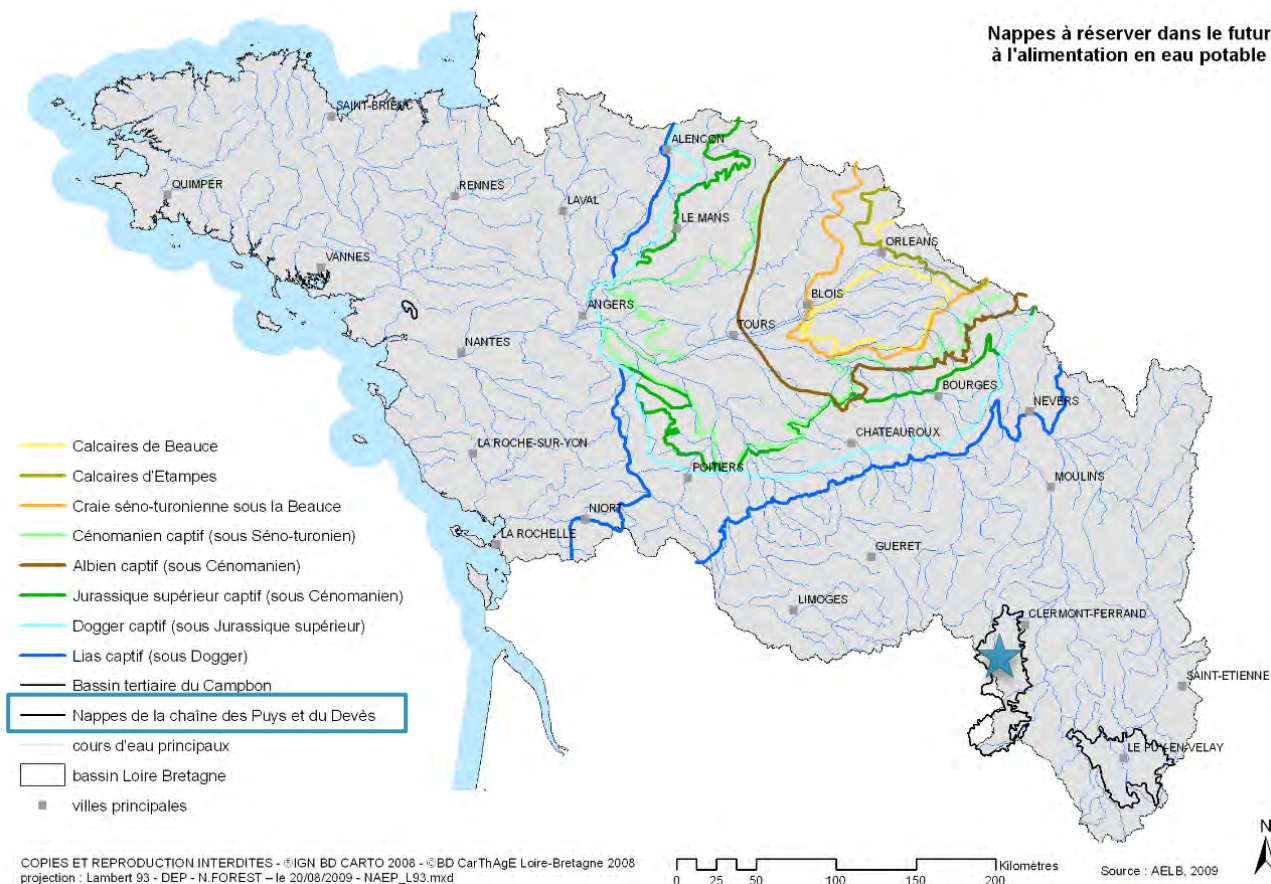 Nappes à réserver dans le futur
à l'alimentation en eau potable
SAINT-BRIEUC
ALENÇON
QUIMPER
RENNES
LAVAL
LE MANS
ORLEANS
VANNES
BLOIS
ANGERS
TOURS
NANTES
BOURGES
NEVERS
CHATEAUROUX
LA ROCHE-SUR-YON
POITIERS
MOULINS
NIORT
LA ROCHELLE
GUERET
LIMOGES
CLERMONT-FERRAND
SAINT-ETIENNE
LE PUY-EN-VELAY
Calcaires de Beauce
Calcaires d'Etampes
Craie séno-turonienne sous la Beauce
Cénomanien captif (sous Séno-turonien)
Albien captif (sous Cénomanien)
Jurassique supérieur captif (sous Cénomanien)
Dogger captif (sous Jurassique supérieur)
Lias captif (sous Dogger)
Bassin tertiaire du Campbon
Nappes de la chaîne des Puys et du Devès
cours d'eau principaux
bassin Loire Bretagne
villes principales
COPIES ET REPRODUCTION INTERDITES - ©IGN BD CARTO 2008 - ©BD CarThAgE Loire-Bretagne 2008
projection : Lambert 93 - DEP - N.FOREST – le 20/08/2009 - NAEP_L93.mxd
Kilomètres
0 25 50 100 150 200
Source : AELB, 2009
N